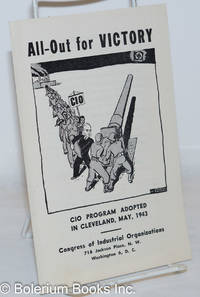 All-Out for VICTORY
CIO
CIO PROGRAM ADOPTED
IN CLEVELAND, MAY, 1943
Congress of Industrial Organizations
718 Jackson Place, N. W.
Washington 6, D. C.
© Bolerium Books Inc.